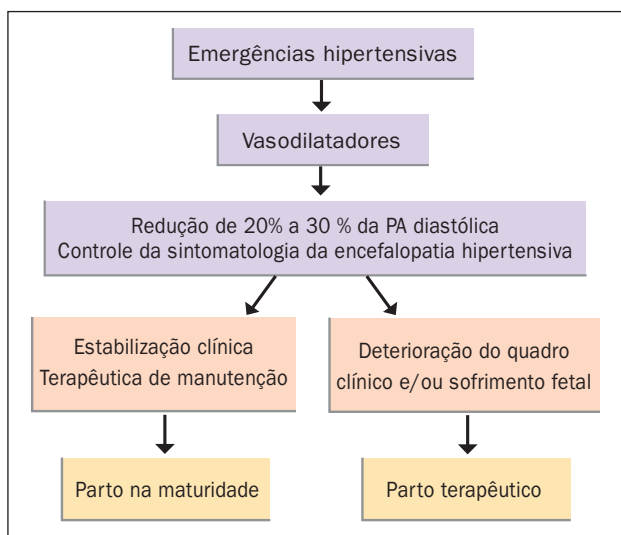 Emergências hipertensivas
Vasodilatadores
Redução de 20% a 30 % da PA diastólica
Controle da sintomatologia da encefalopatia hipertensiva
Estabilização clínica
Terapêutica de manutenção
Deterioração do quadro
clínico e/ou sofrimento fetal
Parto na maturidade
Parto terapêutico